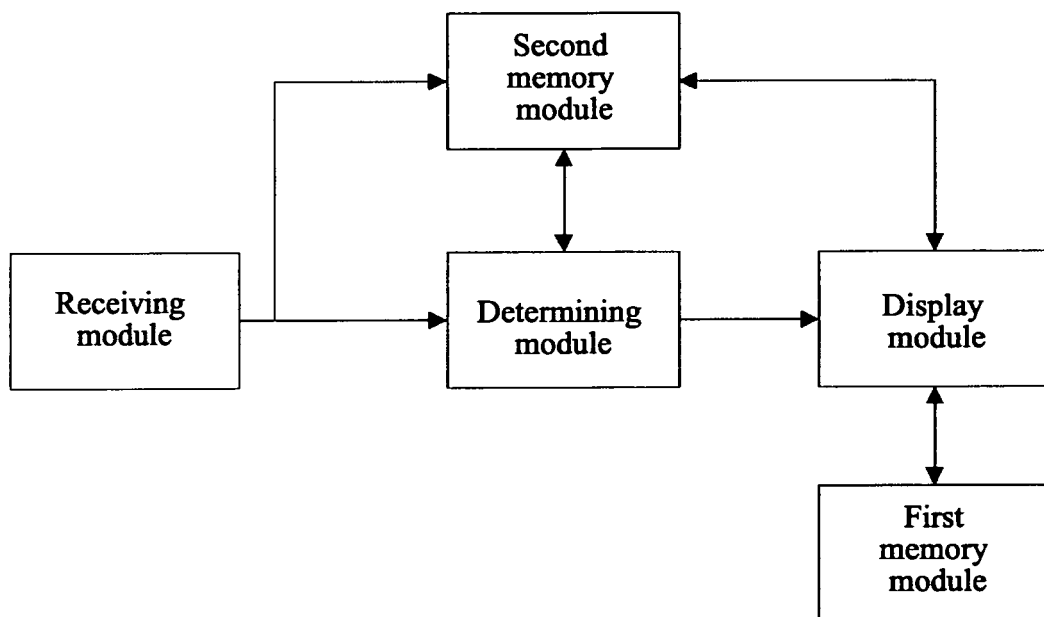 Second
memory
module
Receiving
module
Determining
module
Display
module
First
memory
module